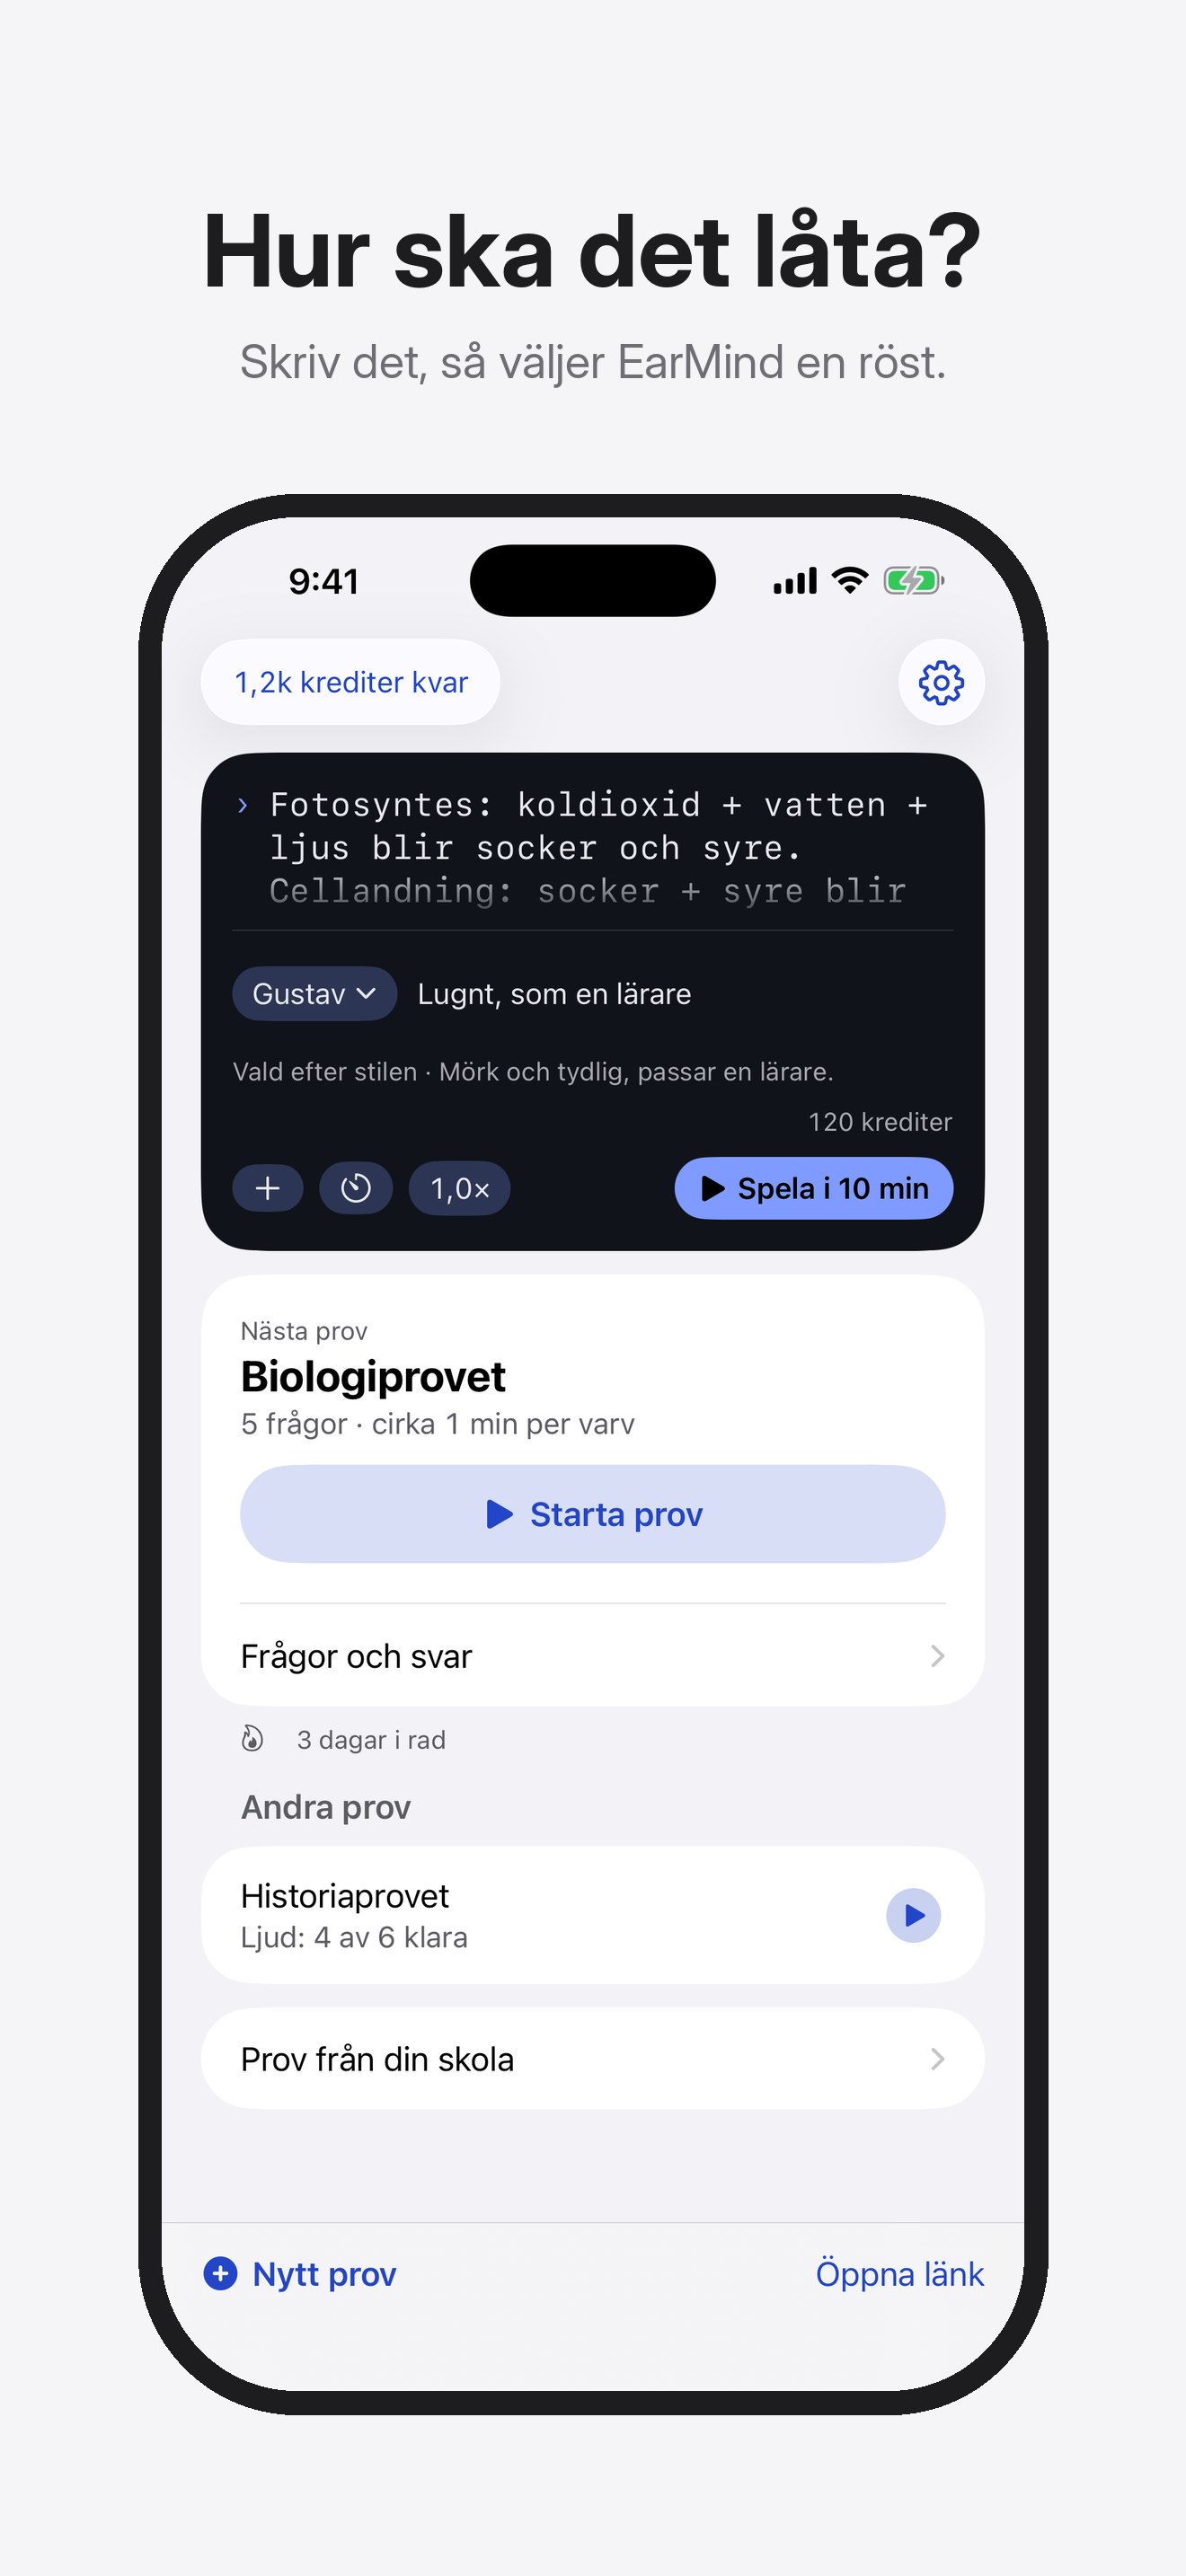 Hur ska det låta?
Skriv det, så väljer EarMind en röst.
9:41
1,2k krediter kvar
› Fotosyntes: koldioxid + vatten +
ljus blir socker och syre.
Cellandning: socker + syre blir
Gustav Lugnt, som en lärare
Vald efter stilen · Mörk och tydlig, passar en lärare.
120 krediter
1,0× Spela i 10 min
Nästa prov
Biologiprovet
5 frågor · cirka 1 min per varv
Starta prov
Frågor och svar
3 dagar i rad
Andra prov
Historiaprovet
Ljud: 4 av 6 klara
Prov från din skola
Nytt prov Öppna länk